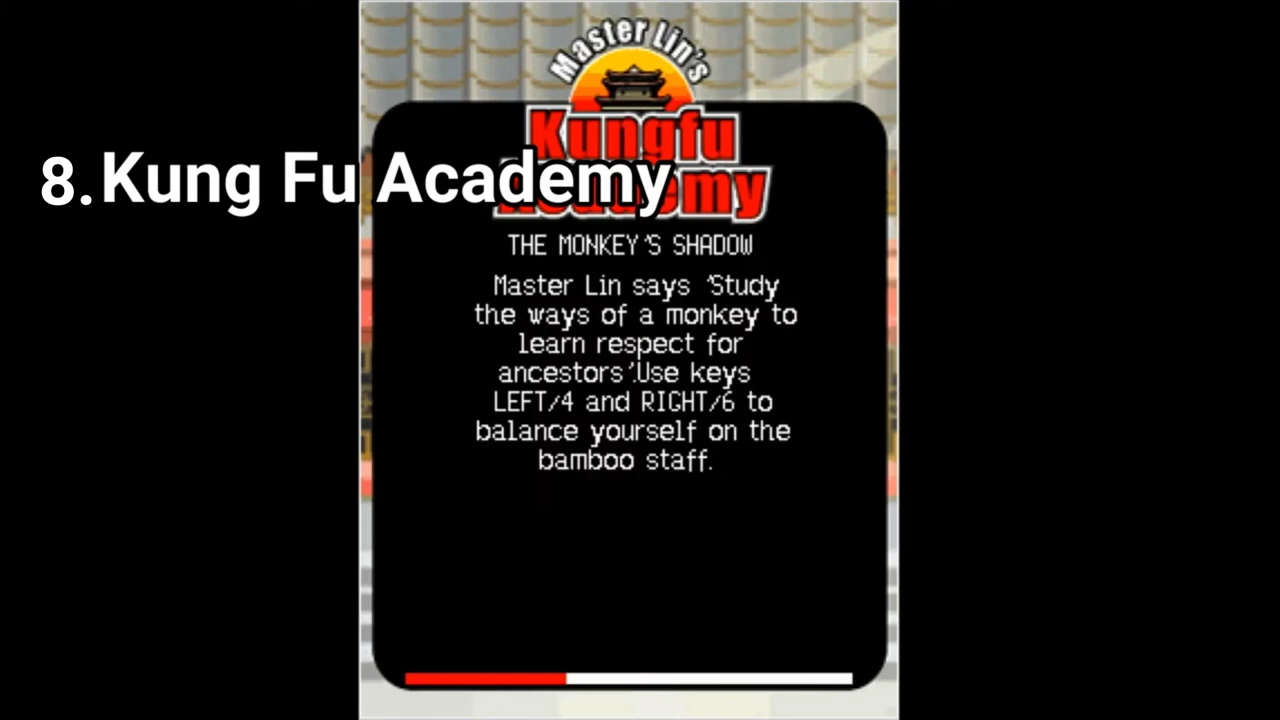 Master Lin's
Kungfu
Academy
8. Kung Fu Academy
THE MONKEY'S SHADOW
Master Lin says 'Study
the ways of a monkey to
learn respect for
ancestors'.Use keys
LEFT/4 and RIGHT/6 to
balance yourself on the
bamboo staff.